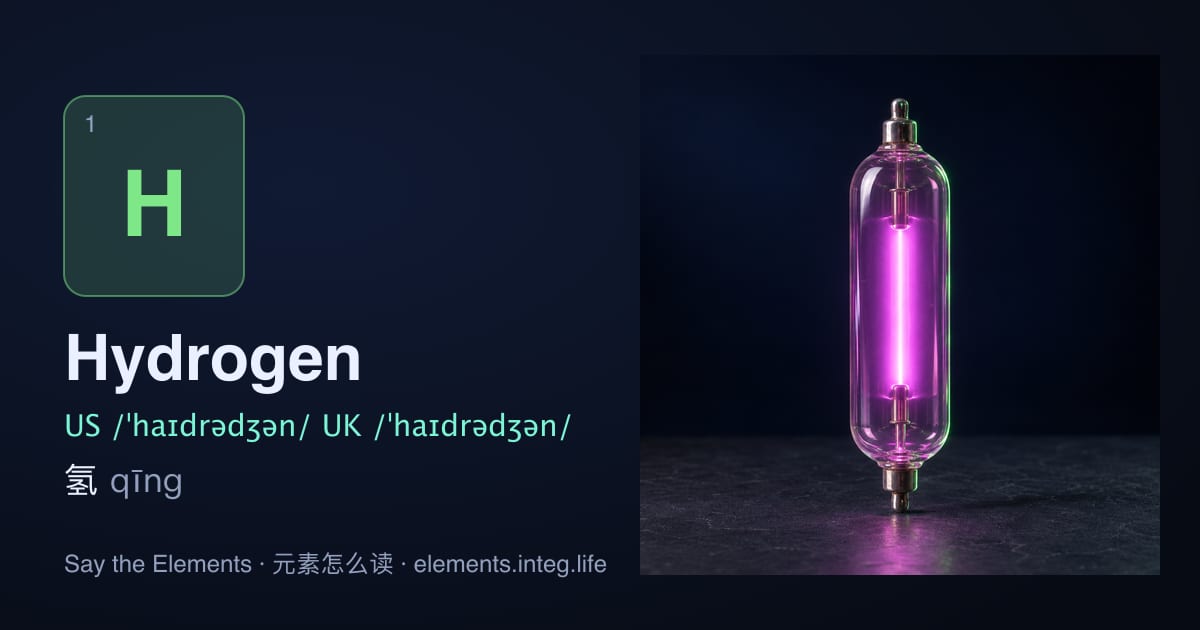 1
H
Hydrogen
US /ˈhaɪdrədʒən/ UK /ˈhaɪdrədʒən/
氢 qīng
Say the Elements · 元素怎么读 · elements.integ.life